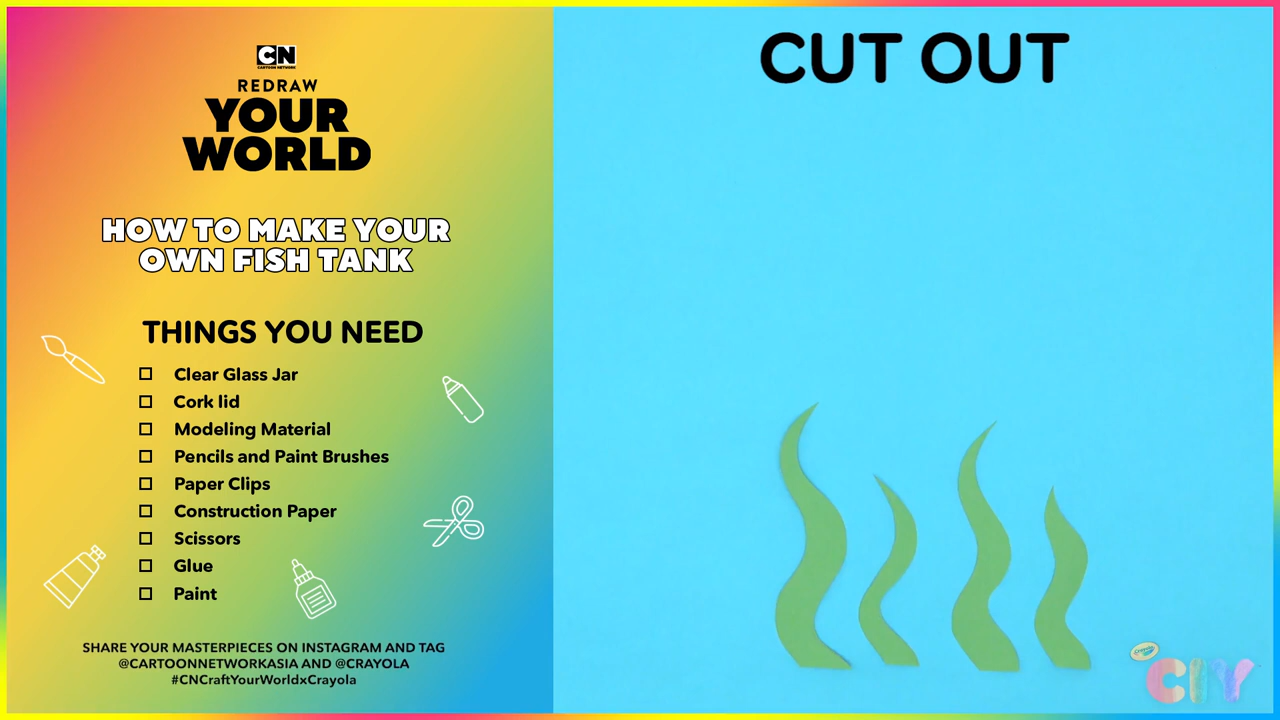 CN
CARTOON NETWORK
REDRAW
YOUR
WORLD
HOW TO MAKE YOUR
OWN FISH TANK
THINGS YOU NEED
Clear Glass Jar
Cork lid
Modeling Material
Pencils and Paint Brushes
Paper Clips
Construction Paper
Scissors
Glue
Paint
SHARE YOUR MASTERPIECES ON INSTAGRAM AND TAG
@CARTOONNETWORKASIA AND @CRAYOLA
#CNCraftYourWorldxCrayola
CUT OUT
Crayola
CIY